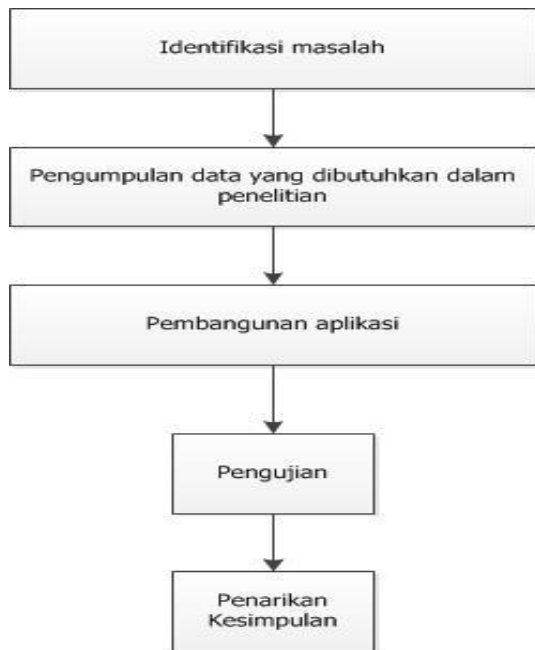 Identifikasi masalah
Pengumpulan data yang dibutuhkan dalam
penelitian
Pembangunan aplikasi
Pengujian
Penarikan
Kesimpulan